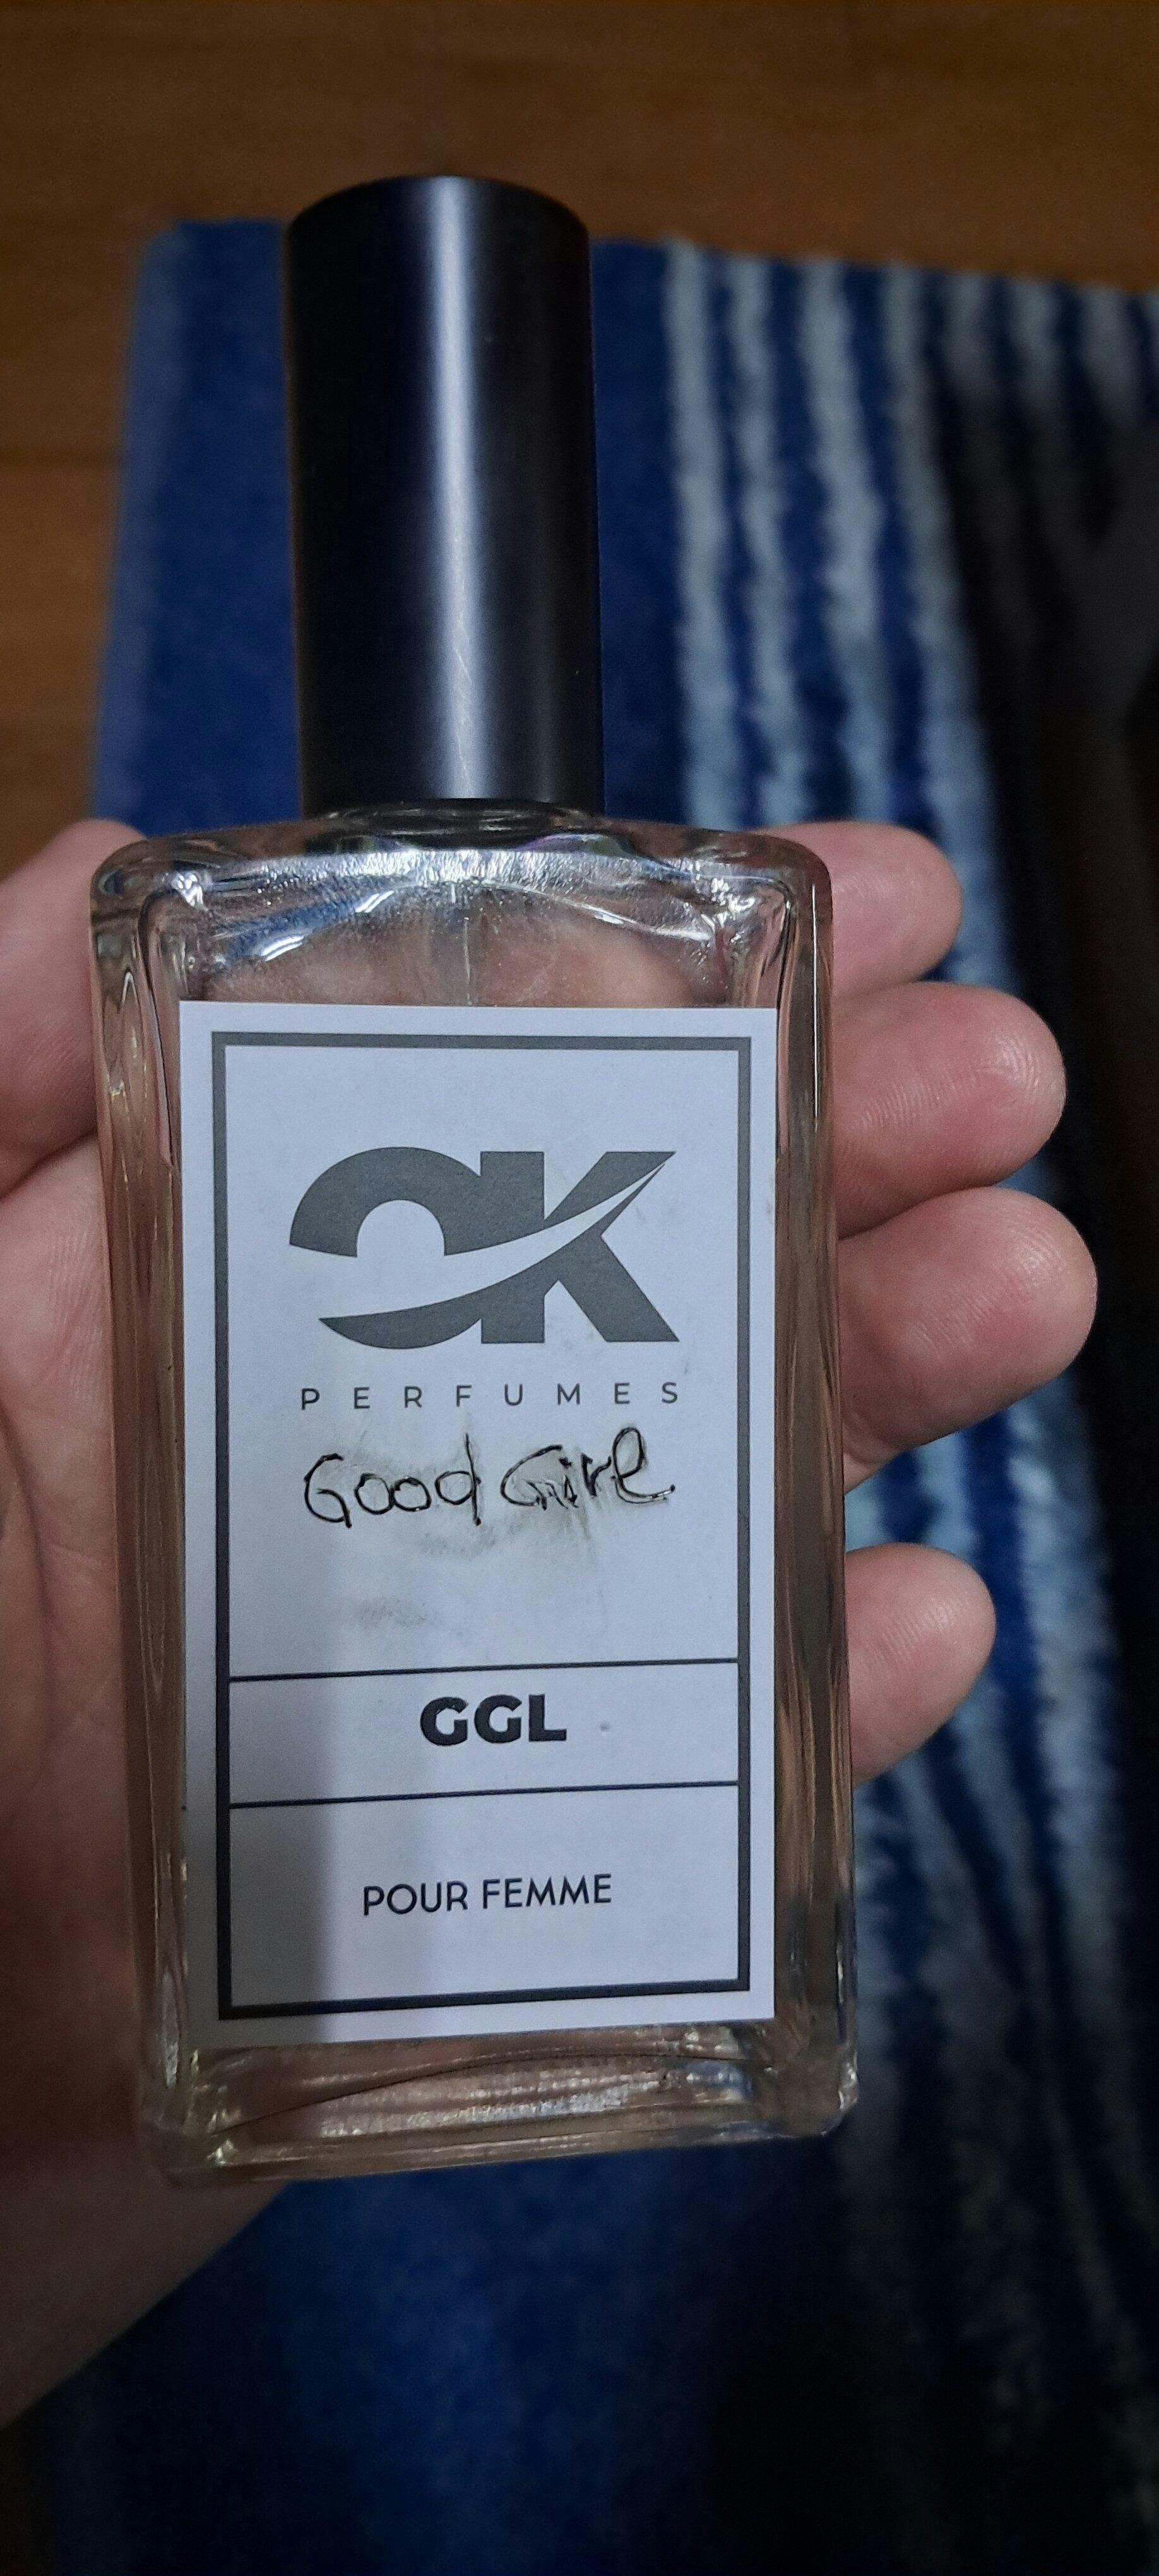 OK
PERFUMES
Good Girl
GGL
POUR FEMME